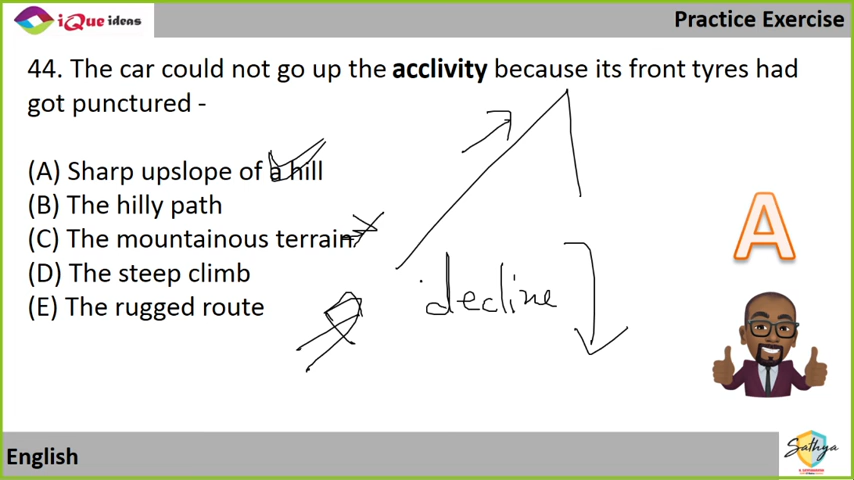 iQue ideas
Practice Exercise
44. The car could not go up the acclivity because its front tyres had
got punctured -
(A) Sharp upslope of a hill
(B) The hilly path
(C) The mountainous terrain
(D) The steep climb
(E) The rugged route
decline
A
English
Sathya